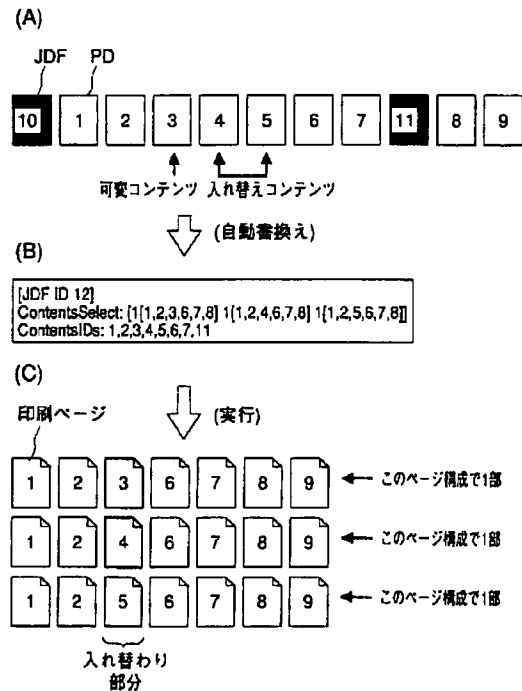 (A)
JDF PD
10 1 2 3 4 5 6 7 11 8 9
可変コンテンツ 入れ替えコンテンツ
(自動書換え)
(B)
[JDF ID 12]
ContentsSelect: [1[1,2,3,6,7,8] 1[1,2,4,6,7,8] 1[1,2,5,6,7,8]]
ContentsIDs: 1,2,3,4,5,6,7,11
(C)
印刷ページ
(実行)
1 2 3 6 7 8 9 このページ構成で1部
1 2 4 6 7 8 9 このページ構成で1部
1 2 5 6 7 8 9 このページ構成で1部
入れ替わり
部分